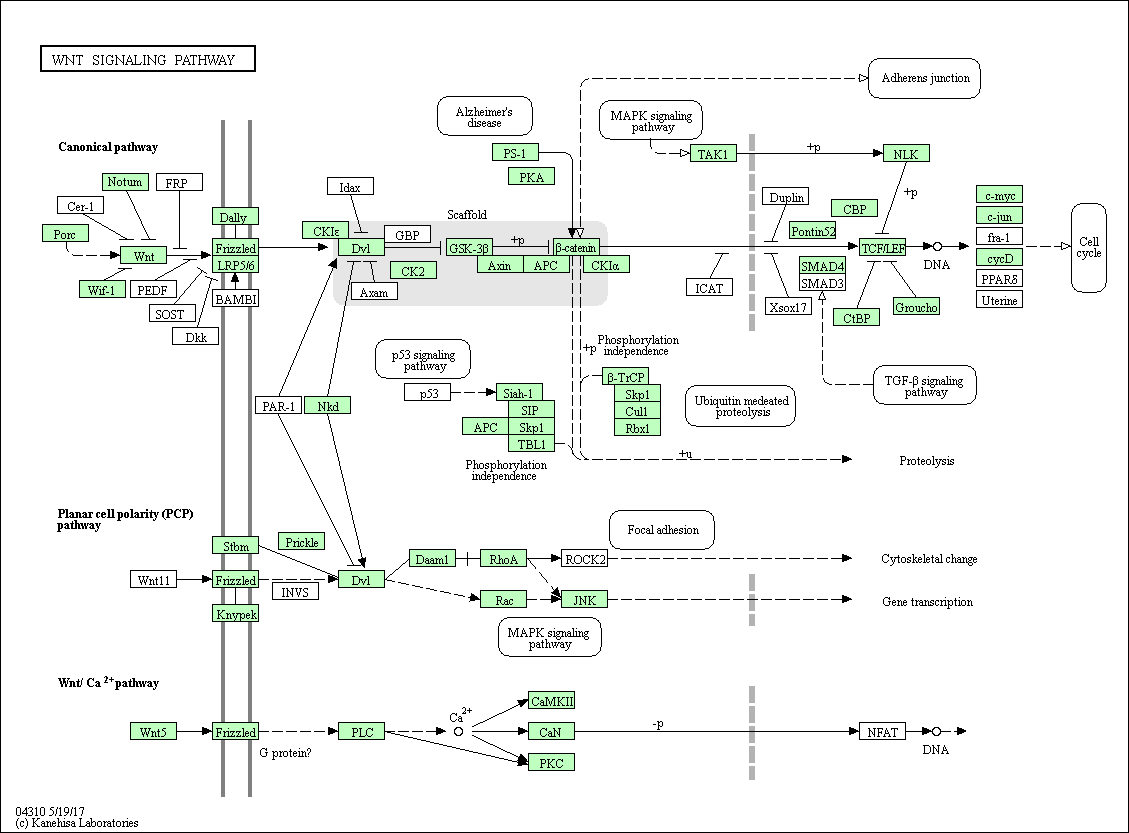 WNT SIGNALING PATHWAY
Adherens junction
Alzheimer's
disease
MAPK signaling
pathway
Canonical pathway
PS-1
TAK1
+p
NLK
PKA
Notum
FRP
Idax
+p
Cer-1
Duplin
CBP
c-myc
Porc
Dally
Scaffold
c-jun
CKIε
GBP
Pontin52
fra-1
Wnt
Frizzled
Dvl
GSK-3β
+p
β-catenin
TCF/LEF
DNA
Cell
cycle
LRP5/6
CK2
Axin
APC
CKIα
SMAD4
cycD
Wif-1
PEDF
BAMBI
Axam
ICAT
SMAD3
PPARδ
SOST
Xsox17
CtBP
Groucho
Uterine
Dkk
p53 signaling
pathway
+p
Phosphorylation
independence
p53
Siah-1
β-TrCP
TGF-β signaling
pathway
PAR-1
Nkd
SIP
Skp1
Ubiquitin medeated
proteolysis
APC
Skp1
Cul1
TBL1
Rbx1
Phosphorylation
independence
+u
Proteolysis
Planar cell polarity (PCP)
pathway
Focal adhesion
Stbm
Prickle
Daam1
RhoA
ROCK2
Cytoskeletal change
Wnt11
Frizzled
INVS
Dvl
Rac
JNK
Gene transcription
Knypek
MAPK signaling
pathway
Wnt/ Ca 2+ pathway
CaMKII
Ca2+
Wnt5
Frizzled
G protein?
PLC
CaN
-p
NFAT
DNA
PKC
04310 5/19/17
(c) Kanehisa Laboratories